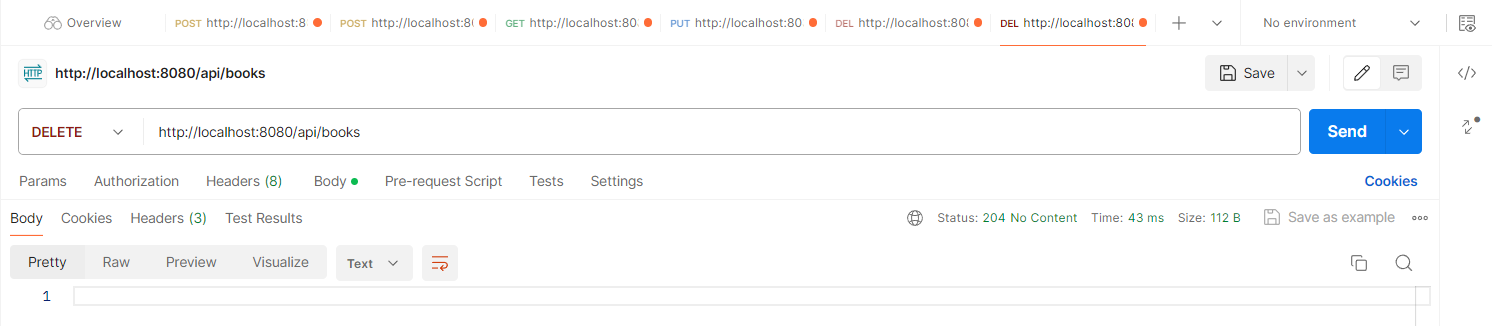 Overview POST http://localhost:8 POST http://localhost:8 GET http://localhost:80 PUT http://localhost:80 DEL http://localhost:80 DEL http://localhost:80 No environment
HTTP http://localhost:8080/api/books Save
DELETE http://localhost:8080/api/books Send
Params Authorization Headers (8) Body Pre-request Script Tests Settings Cookies
Body Cookies Headers (3) Test Results Status: 204 No Content Time: 43 ms Size: 112 B Save as example
Pretty Raw Preview Visualize Text
1